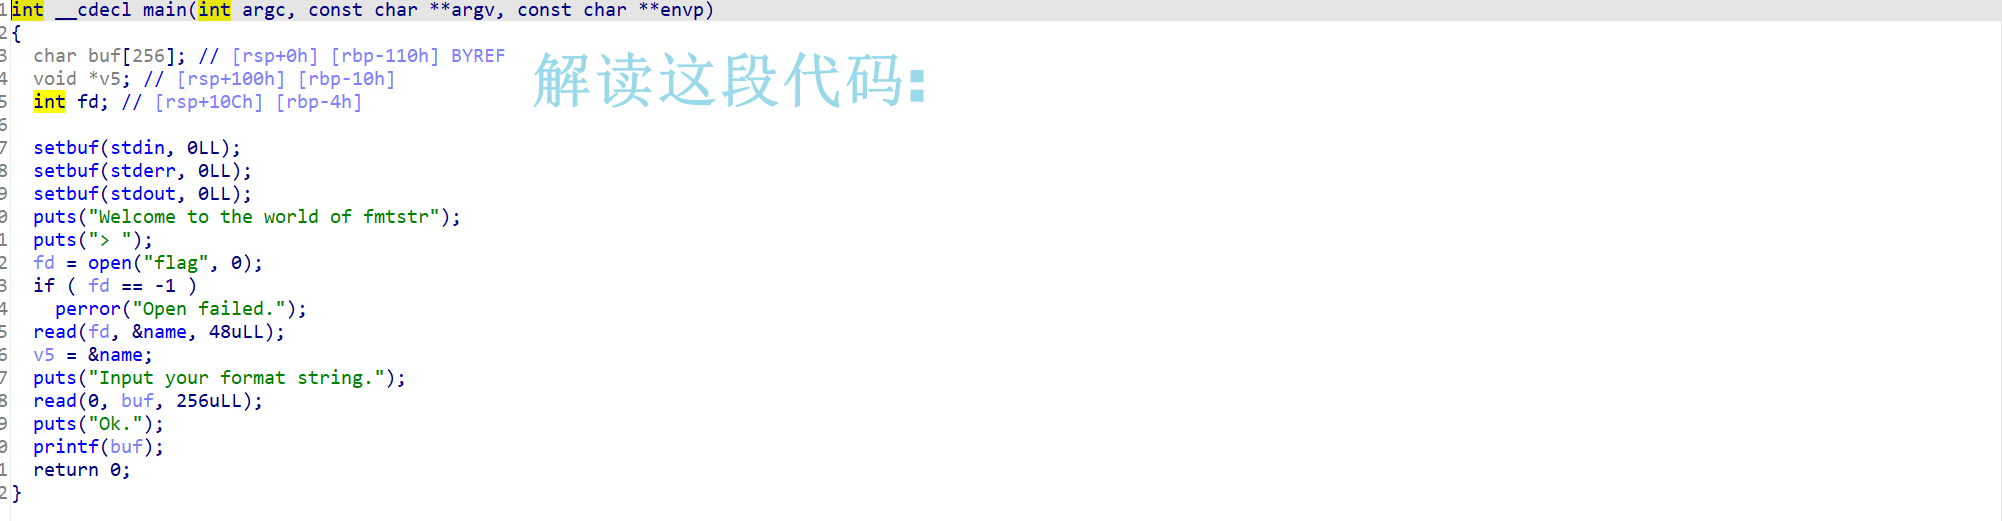 1 int __cdecl main(int argc, const char **argv, const char **envp)
2 {
3 char buf[256]; // [rsp+0h] [rbp-110h] BYREF
4 void *v5; // [rsp+100h] [rbp-10h]
5 int fd; // [rsp+10Ch] [rbp-4h]
解读这段代码:
6
7 setbuf(stdin, 0LL);
8 setbuf(stderr, 0LL);
9 setbuf(stdout, 0LL);
0 puts("Welcome to the world of fmtstr");
1 puts("> ");
2 fd = open("flag", 0);
3 if ( fd == -1 )
4 perror("Open failed.");
5 read(fd, &name, 48uLL);
6 v5 = &name;
7 puts("Input your format string.");
8 read(0, buf, 256uLL);
9 puts("Ok.");
0 printf(buf);
1 return 0;
2 }